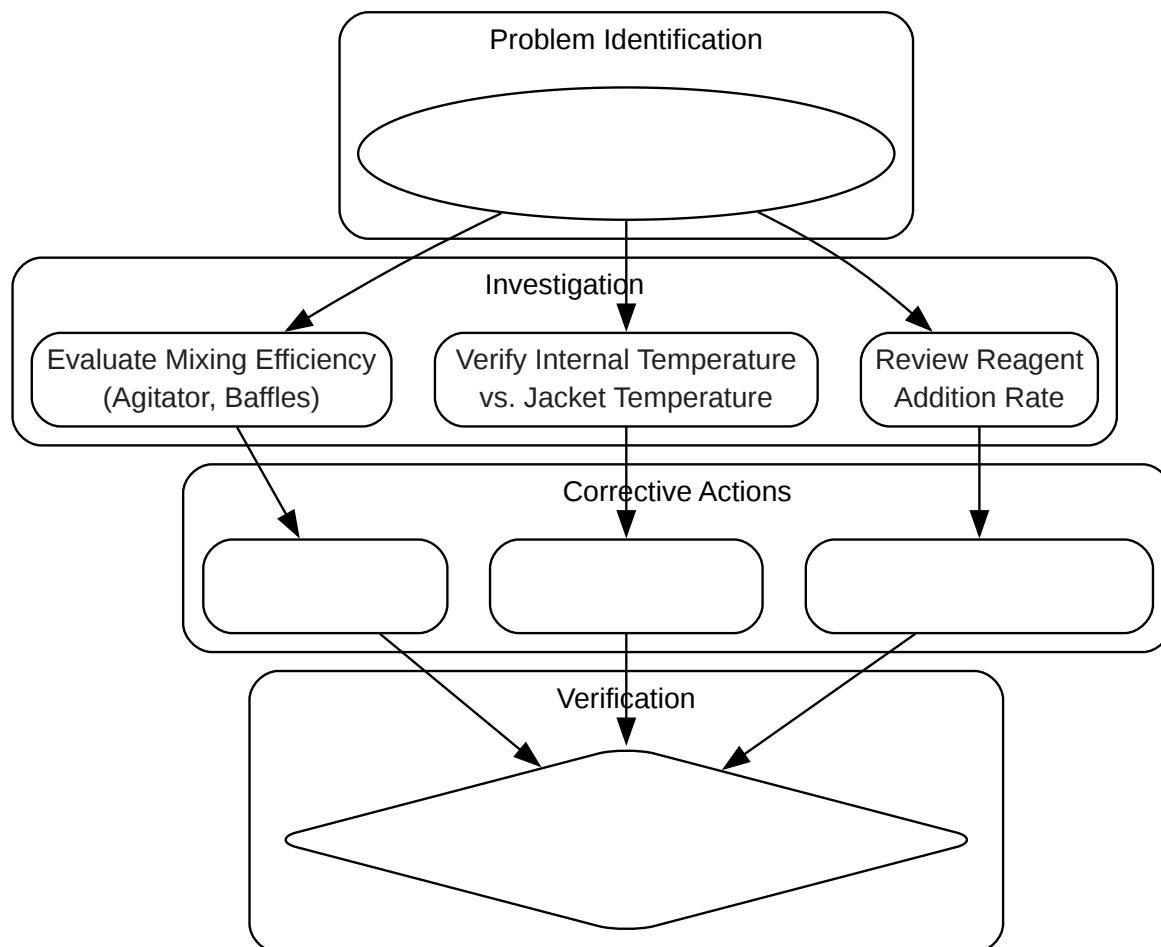 Problem Identification
Investigation
Evaluate Mixing Efficiency
(Agitator, Baffles)
Verify Internal Temperature
vs. Jacket Temperature
Review Reagent
Addition Rate
Corrective Actions
Verification